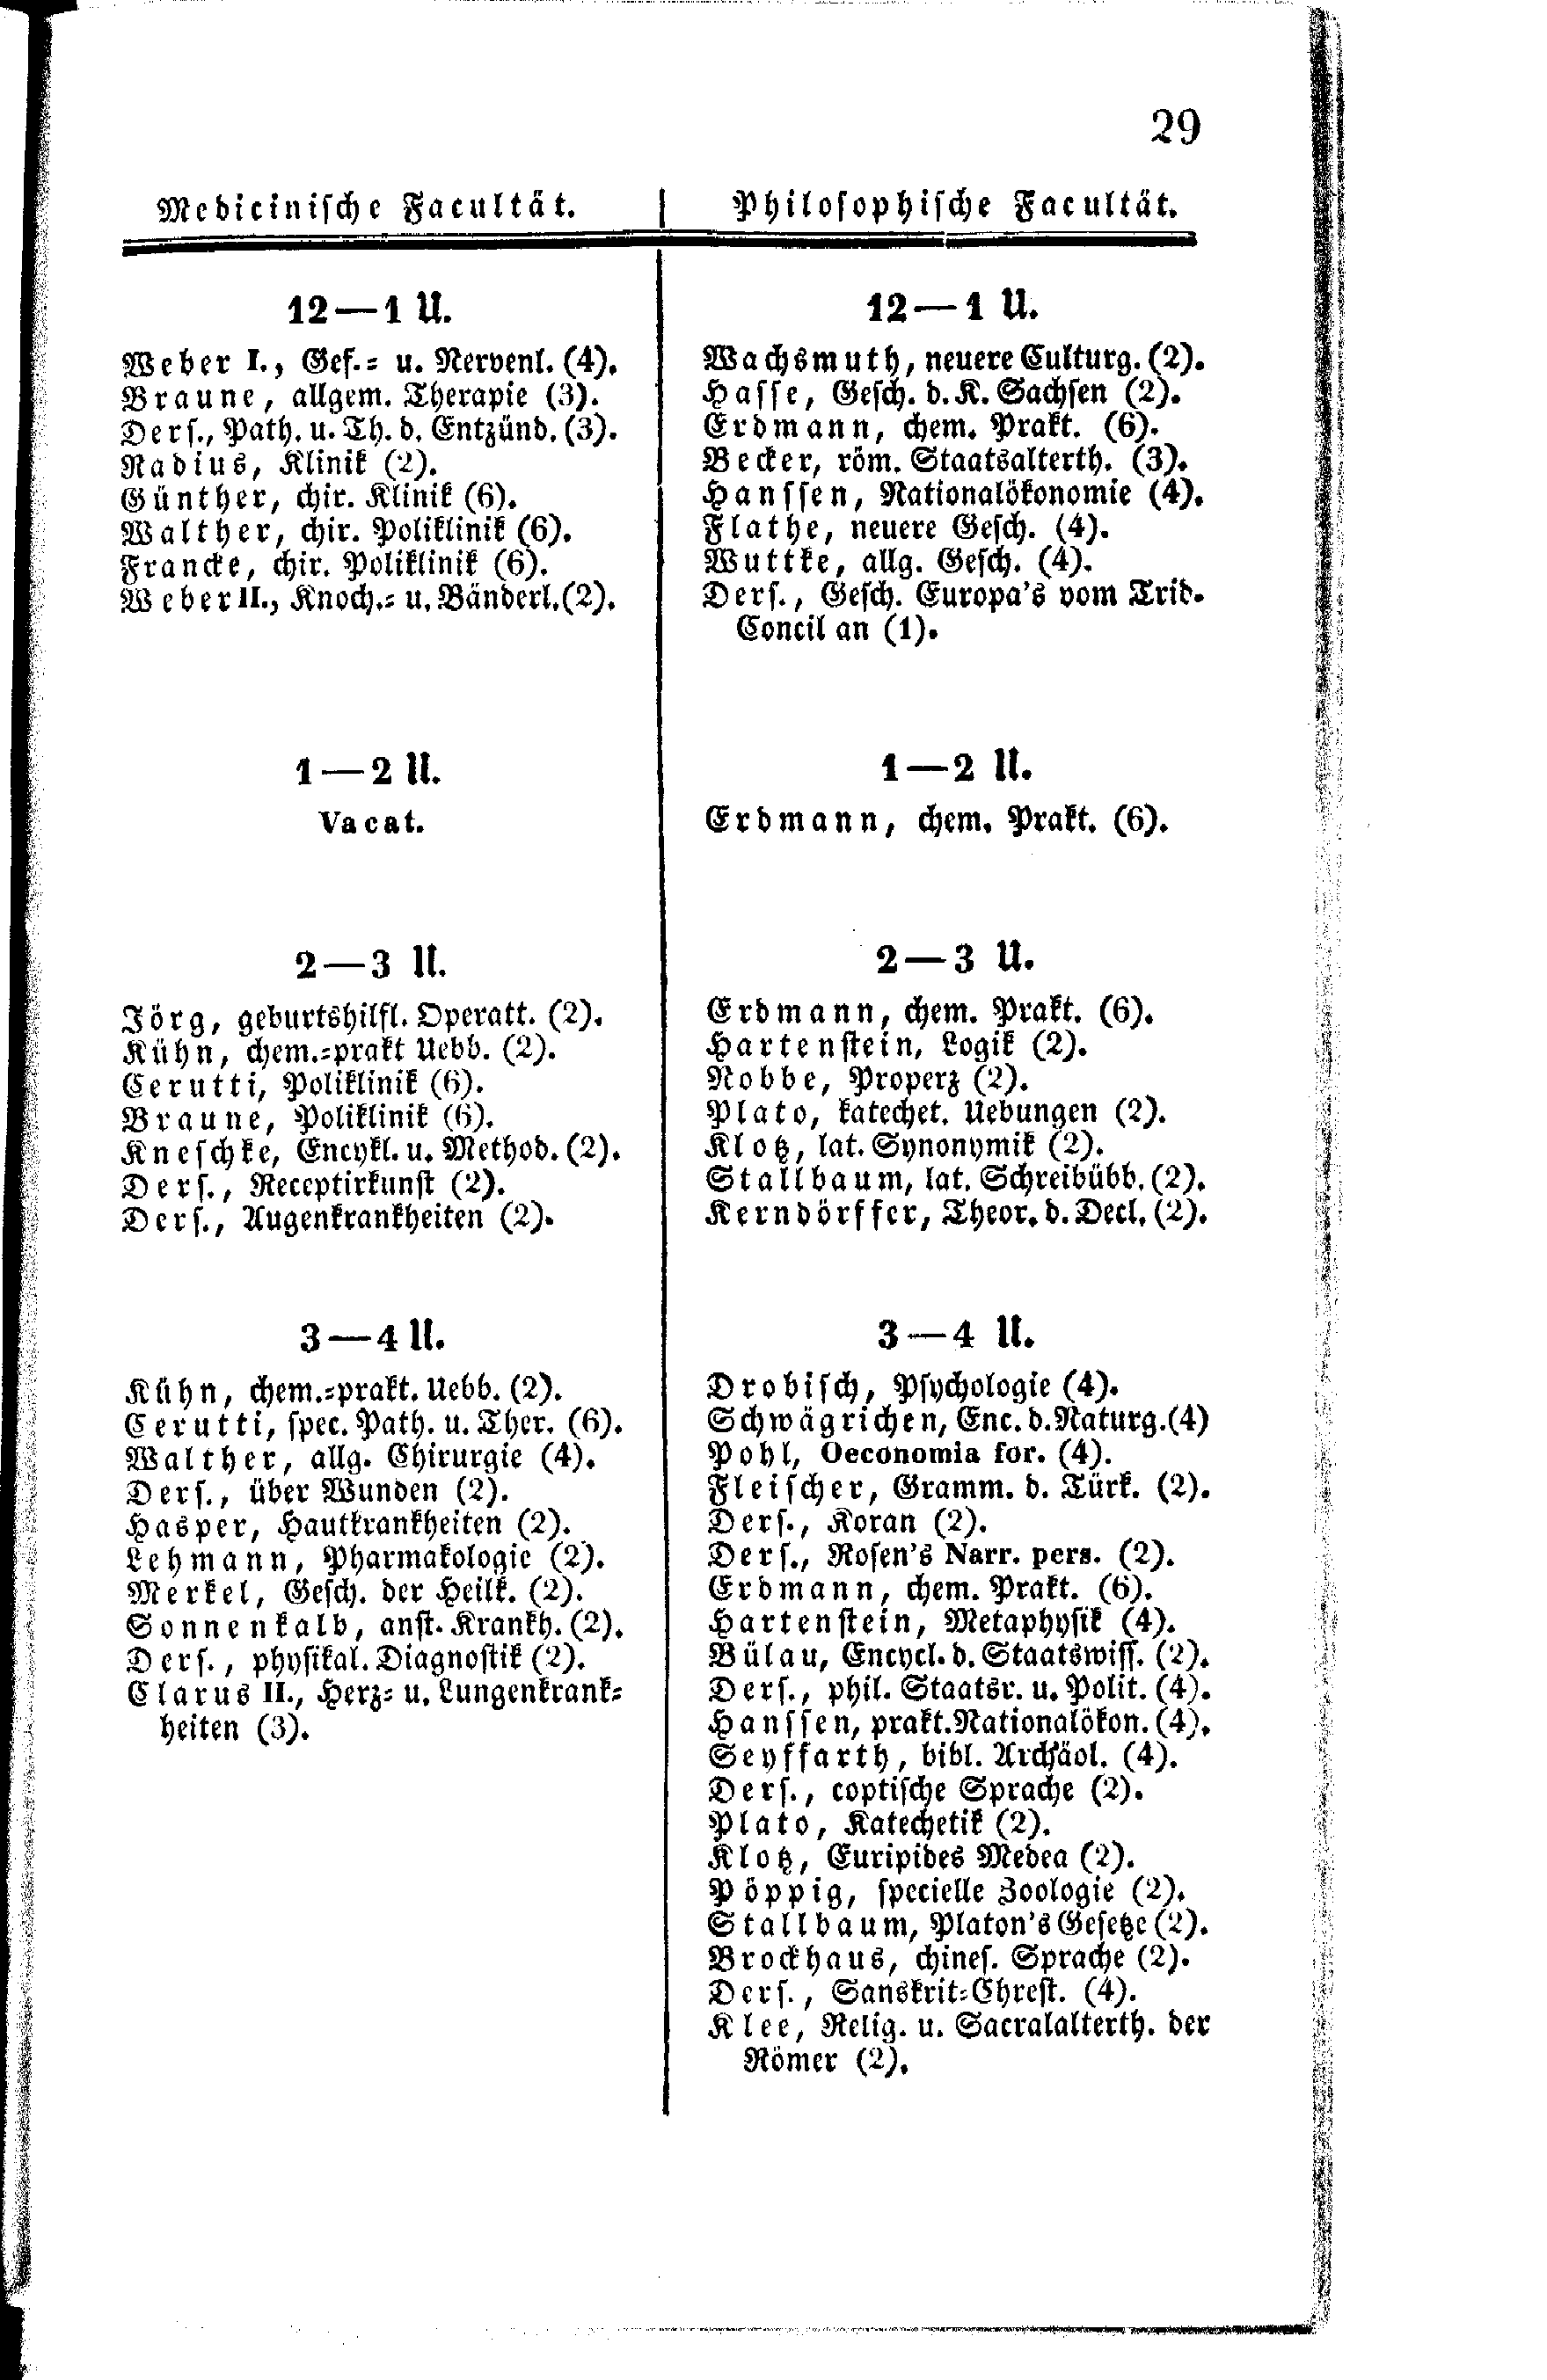 29
Medicinische Facultät.
12—1 U.
Weber I., Gef.- u. Nervenl. (4).
Braune, allgem. Therapie (3).
Ders., Path. u. Th. d. Entzünd. (3).
Radius, Klinik (2).
Günther, chir. Klinik (6).
Walther, chir. Poliklinik (6).
Francke, chir. Poliklinik (6).
Weber II., Knoch.- u. Bänderl. (2).
1—2 U.
Vacat.
2—3 U.
Jörg, geburtshilfl. Operatt. (2).
Kühn, chem.-prakt Uebb. (2).
Cerutti, Poliklinik (6).
Braune, Poliklinik (6).
Kneschke, Encykl. u. Method. (2).
Ders., Receptirkunst (2).
Ders., Augenkrankheiten (2).
3—4 U.
Kühn, chem.-prakt. Uebb. (2).
Cerutti, spec. Path. u. Ther. (6).
Walther, allg. Chirurgie (4).
Ders., über Wunden (2).
Hasper, Hautkrankheiten (2).
Lehmann, Pharmakologie (2).
Merkel, Gesch. der Heilk. (2).
Sonnenkalb, anst. Krankh. (2).
Ders., physikal. Diagnostik (2).
Clarus II., Herz- u. Lungenkrank-
heiten (3).
Philosophische Facultät.
12—1 U.
Wachsmuth, neuere Culturg. (2).
Hasse, Gesch. d. K. Sachsen (2).
Erdmann, chem. Prakt. (6).
Becker, röm. Staatsalterth. (3).
Hanssen, Nationalökonomie (4).
Flathe, neuere Gesch. (4).
Wuttke, allg. Gesch. (4).
Ders., Gesch. Europa's vom Trid.
Concil an (1).
1—2 U.
Erdmann, chem. Prakt. (6).
2—3 U.
Erdmann, chem. Prakt. (6).
Hartenstein, Logik (2).
Nobbe, Properz (2).
Plato, katechet. Uebungen (2).
Klotz, lat. Synonymik (2).
Stallbaum, lat. Schreibübb. (2).
Kerndörffer, Theor. d. Decl. (2).
3—4 U.
Drobisch, Psychologie (4).
Schwägrichen, Enc. d. Naturg. (4)
Pohl, Oeconomia for. (4).
Fleischer, Gramm. d. Türk. (2).
Ders., Koran (2).
Ders., Rosen's Narr. pers. (2).
Erdmann, chem. Prakt. (6).
Hartenstein, Metaphysik (4).
Bülau, Encycl. d. Staatswiss. (2).
Ders., phil. Staatsr. u. Polit. (4).
Hanssen, prakt. Nationalökon. (4).
Seyffarth, bibl. Archäol. (4).
Ders., coptische Sprache (2).
Plato, Katechetik (2).
Klotz, Euripides Medea (2).
Pöppig, specielle Zoologie (2).
Stallbaum, Platon's Gesetze (2).
Brockhaus, chines. Sprache (2).
Ders., Sanskrit-Chrest. (4).
Klee, Relig. u. Sacralalterth. der
Römer (2).